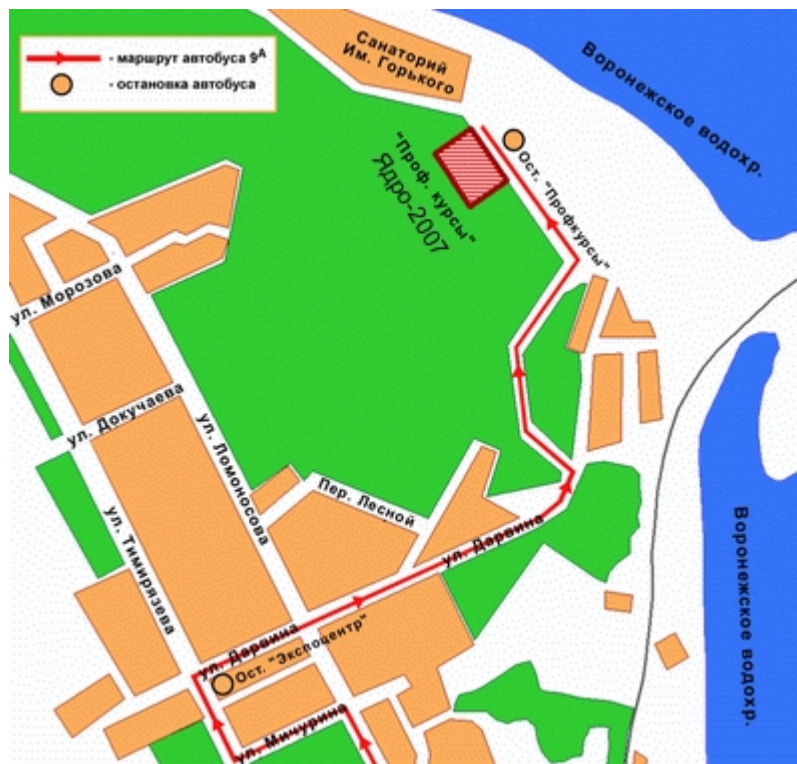 - маршрут автобуса 9А
- остановка автобуса
Санаторий
Им. Горького
Воронежское водохр.
Ост. "Профкурсы"
"Проф. курсы"
Ядро-2007
ул. Морозова
ул. Докучаева
ул. Ломоносова
ул. Тимирязева
Пер. Лесной
ул. Дарвина
ул. Дарвина
Ост. "Экспоцентр"
ул. Мичурина
Воронежское водохр.